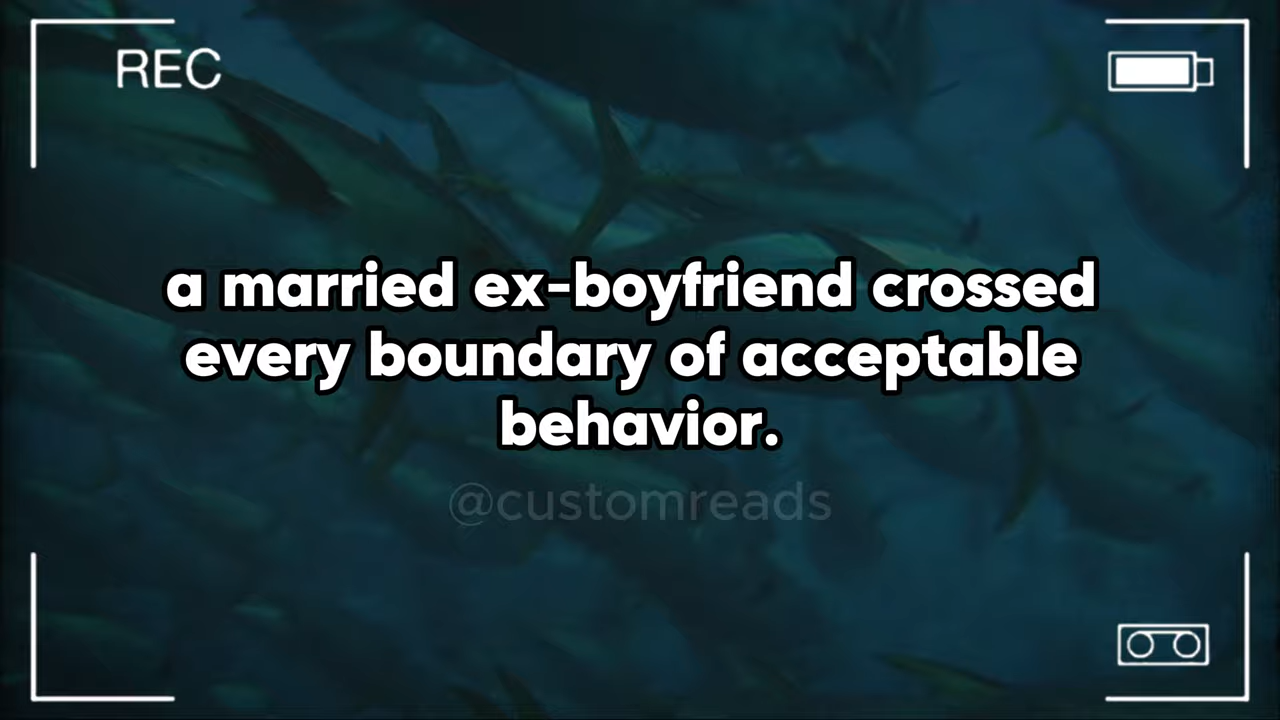 REC
a married ex-boyfriend crossed
every boundary of acceptable
behavior.
@customreads